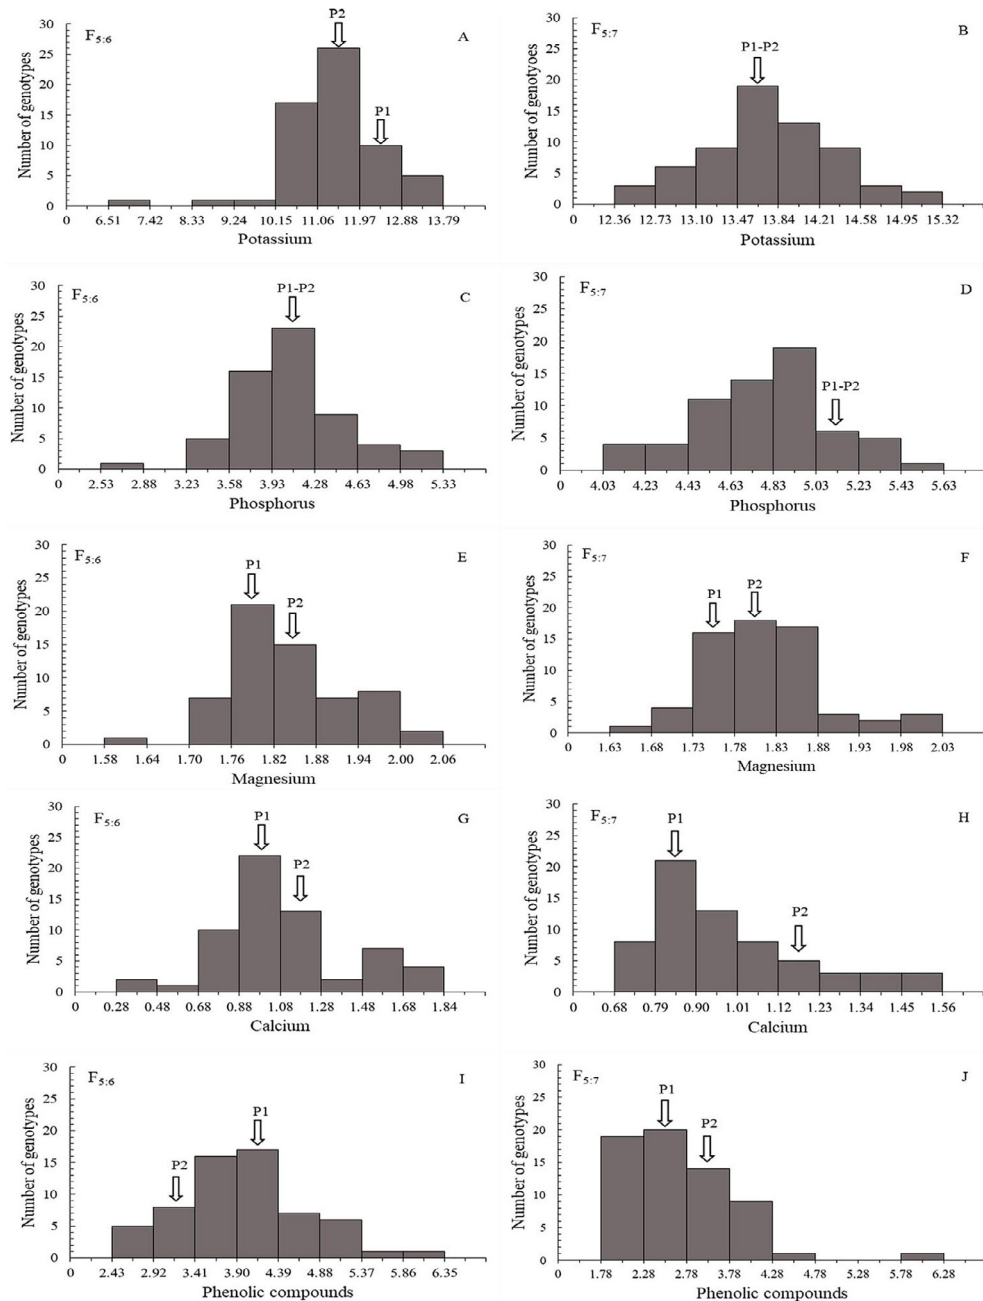 F5:6
P2
A
P1
Number of genotypes
30
25
20
15
10
5
0
0 6.51 7.42 8.33 9.24 10.15 11.06 11.97 12.88 13.79
Potassium
F5:7
P1-P2
B
Number of genotyoes
30
25
20
15
10
5
0
0 12.36 12.73 13.10 13.47 13.84 14.21 14.58 14.95 15.32
Potassium
F5:6
P1-P2
C
Number of genotypes
30
25
20
15
10
5
0
0 2.53 2.88 3.23 3.58 3.93 4.28 4.63 4.98 5.33
Phosphorus
F5:7
D
P1-P2
Number of genotypes
30
25
20
15
10
5
0
0 4.03 4.23 4.43 4.63 4.83 5.03 5.23 5.43 5.63
Phosphorus
F5:6
E
P1
P2
Number of genotypes
30
25
20
15
10
5
0
0 1.58 1.64 1.70 1.76 1.82 1.88 1.94 2.00 2.06
Magnesium
F5:7
F
P1
P2
Number of genotypes
30
25
20
15
10
5
0
0 1.63 1.68 1.73 1.78 1.83 1.88 1.93 1.98 2.03
Magnesium
F5:6
G
P1
P2
Number of genotypes
30
25
20
15
10
5
0
0 0.28 0.48 0.68 0.88 1.08 1.28 1.48 1.68 1.84
Calcium
F5:7
H
P1
P2
Number of genotypes
30
25
20
15
10
5
0
0 0.68 0.79 0.90 1.01 1.12 1.23 1.34 1.45 1.56
Calcium
F5:6
I
P1
P2
Number of genotypes
30
25
20
15
10
5
0
0 2.43 2.92 3.41 3.90 4.39 4.88 5.37 5.86 6.35
Phenolic compounds
F5:7
J
P1
P2
Number of genotypes
30
25
20
15
10
5
0
0 1.78 2.28 2.78 3.78 4.28 4.78 5.28 5.78 6.28
Phenolic compounds